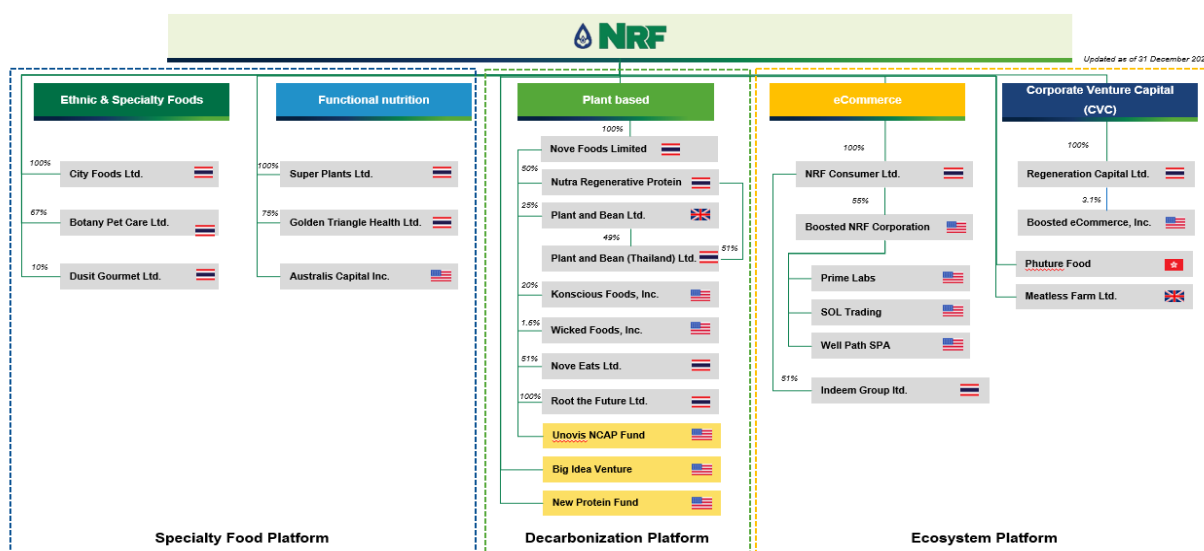 NRF
Updated as of 31 December 202
Ethnic & Specialty Foods
100%
City Foods Ltd.
67%
Botany Pet Care Ltd.
10%
Dusit Gourmet Ltd.
Functional nutrition
100%
Super Plants Ltd.
75%
Golden Triangle Health Ltd.
Australis Capital Inc.
Specialty Food Platform
Plant based
100%
Nove Foods Limited
50%
Nutra Regenerative Protein
25%
Plant and Bean Ltd.
49%
51%
Plant and Bean (Thailand) Ltd.
20%
Konscious Foods, Inc.
1.5%
Wicked Foods, Inc.
51%
Nove Eats Ltd.
100%
Root the Future Ltd.
Unovis NCAP Fund
Big Idea Venture
New Protein Fund
Decarbonization Platform
eCommerce
100%
NRF Consumer Ltd.
55%
Boosted NRF Corporation
Prime Labs
SOL Trading
Well Path SPA
51%
Indeem Group ltd.
Corporate Venture Capital
(CVC)
100%
Regeneration Capital Ltd.
2.1%
Boosted eCommerce, Inc.
Phuture Food
Meatless Farm Ltd.
Ecosystem Platform